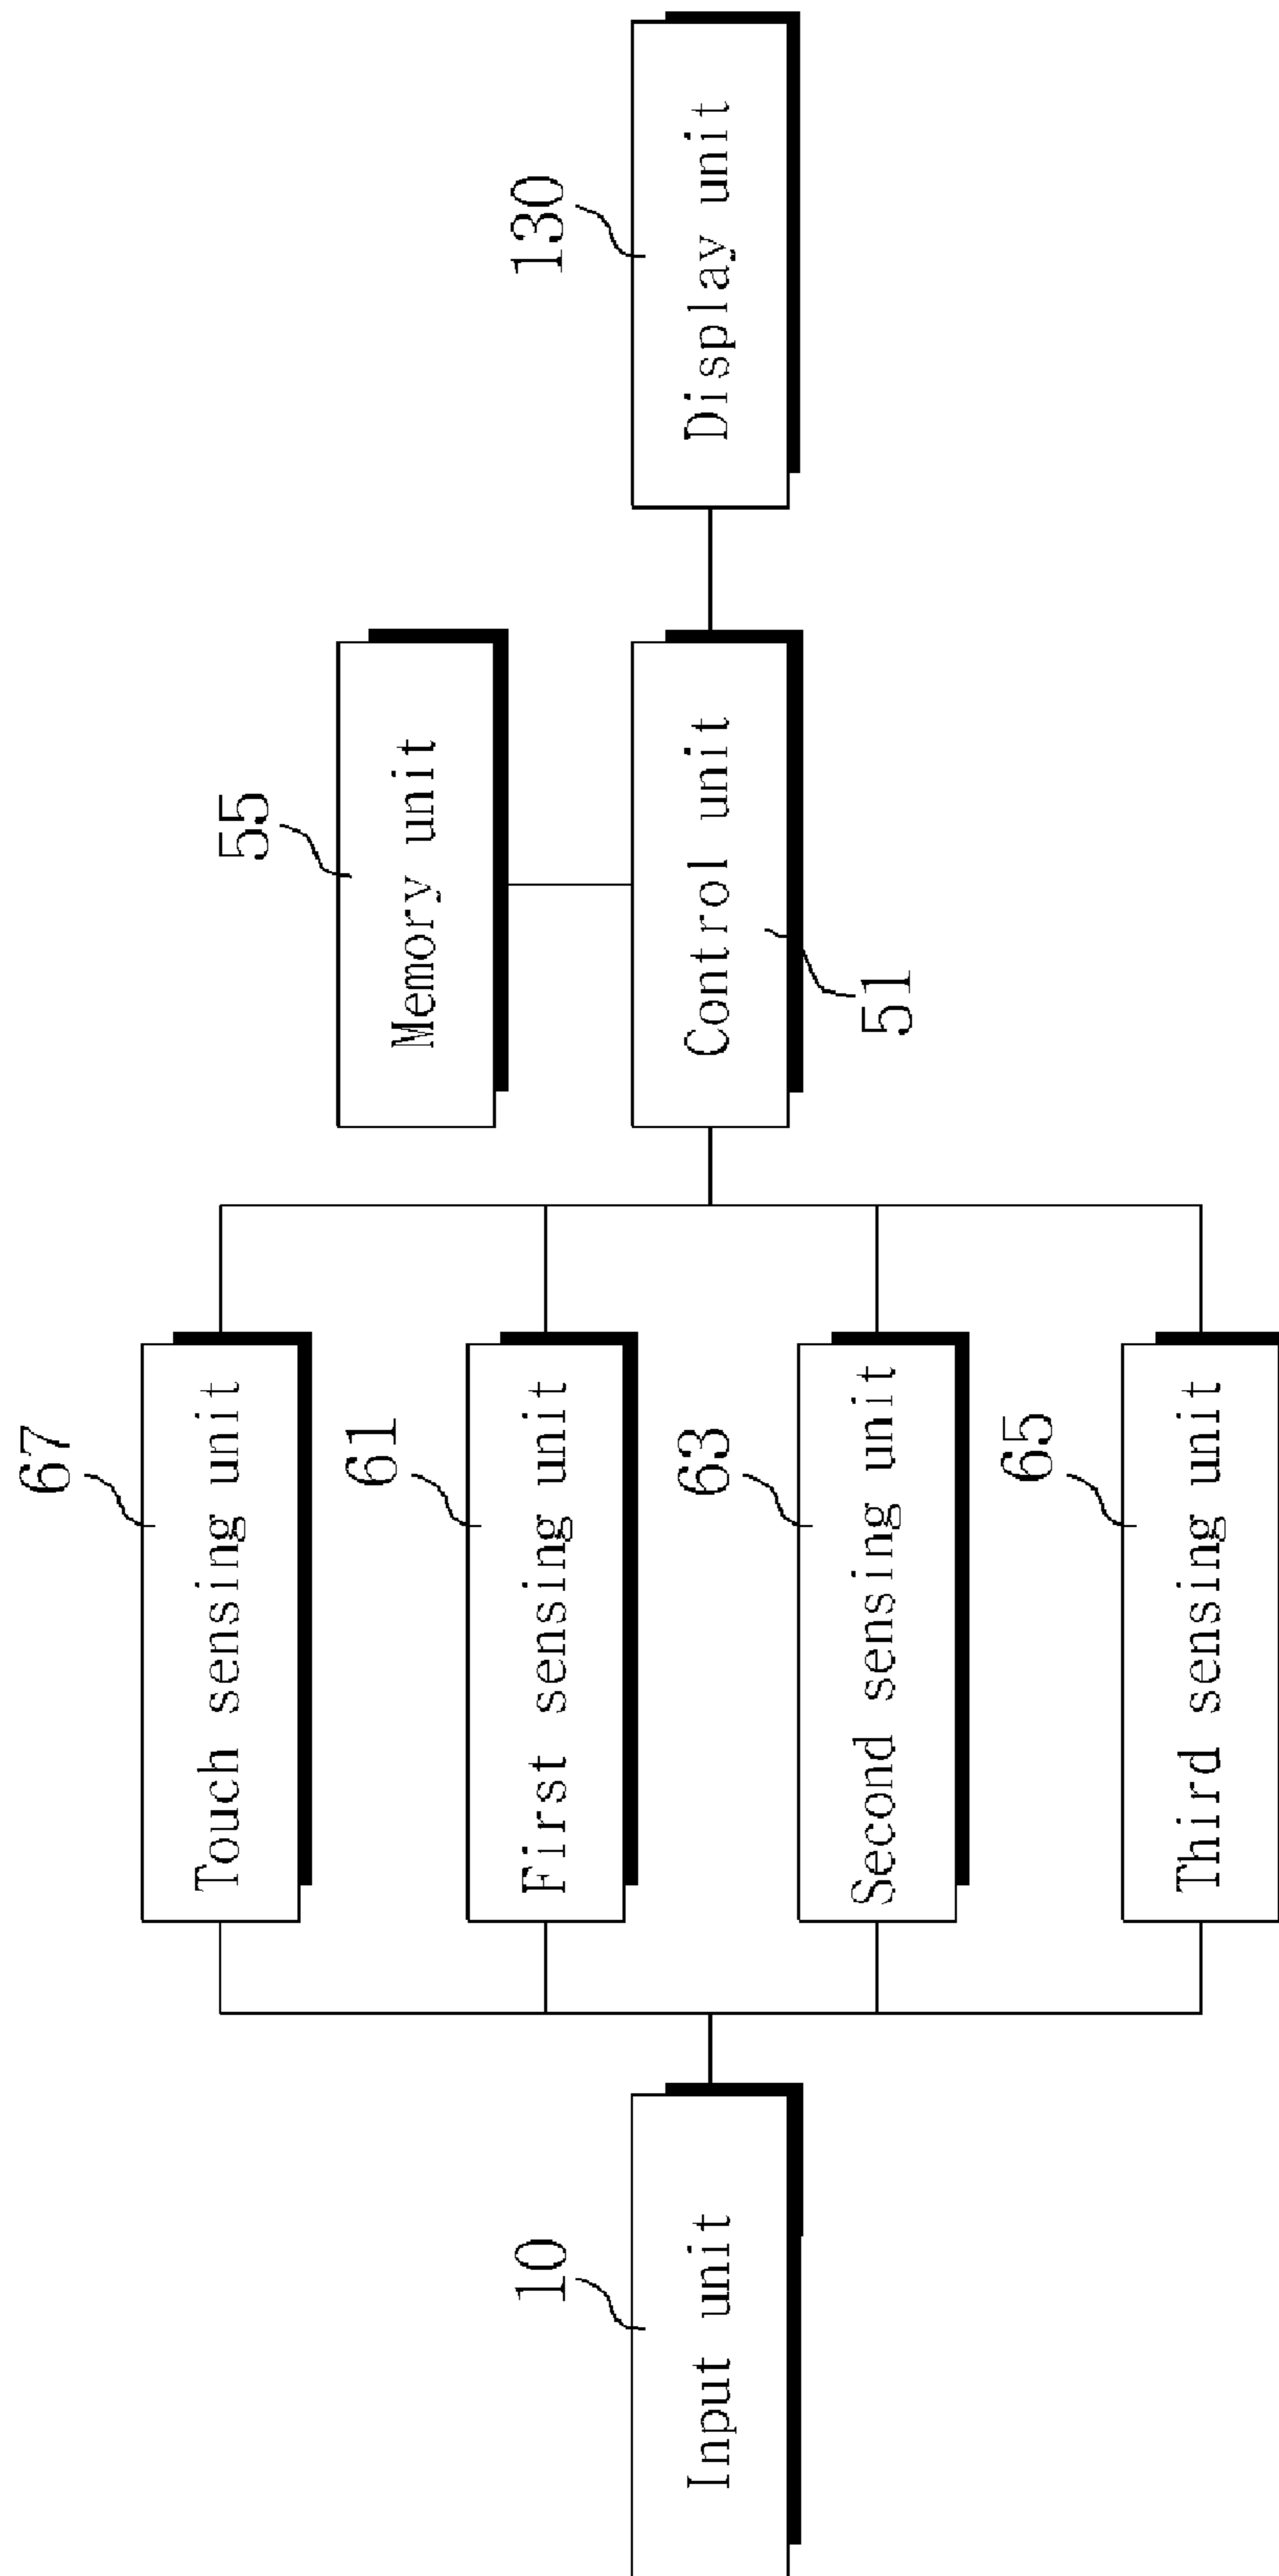 67
Touch sensing unit
55
Memory unit
61
First sensing unit
10
Input unit
130
Display unit
Control unit
51
63
Second sensing unit
65
Third sensing unit